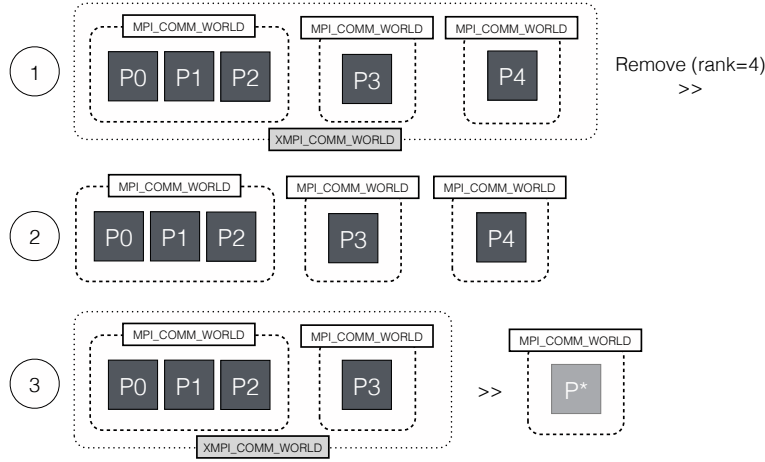 MPI_COMM_WORLD MPI_COMM_WORLD MPI_COMM_WORLD
1 P0 P1 P2 P3 P4 Remove (rank=4)
>>
XMPI_COMM_WORLD
MPI_COMM_WORLD MPI_COMM_WORLD MPI_COMM_WORLD
2 P0 P1 P2 P3 P4
MPI_COMM_WORLD MPI_COMM_WORLD MPI_COMM_WORLD
3 P0 P1 P2 P3 >> P*
XMPI_COMM_WORLD